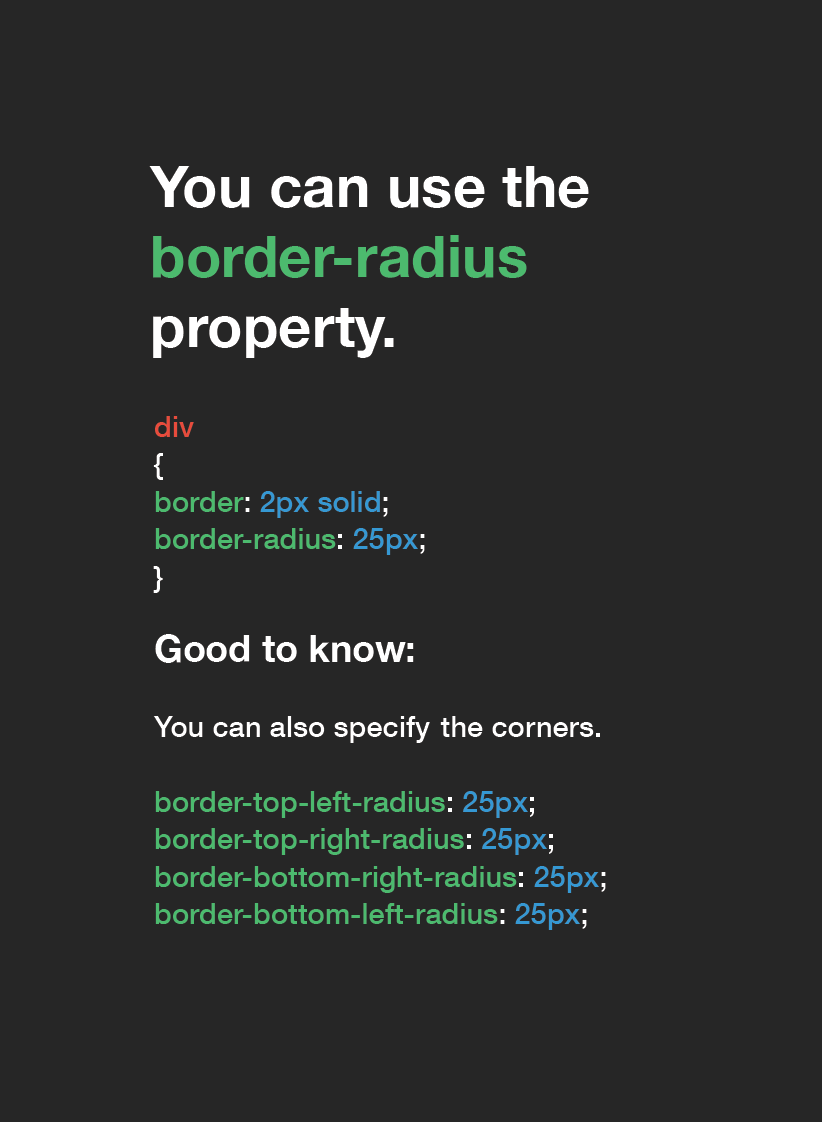 You can use the
border-radius
property.
div
{
border: 2px solid;
border-radius: 25px;
}
Good to know:
You can also specify the corners.
border-top-left-radius: 25px;
border-top-right-radius: 25px;
border-bottom-right-radius: 25px;
border-bottom-left-radius: 25px;